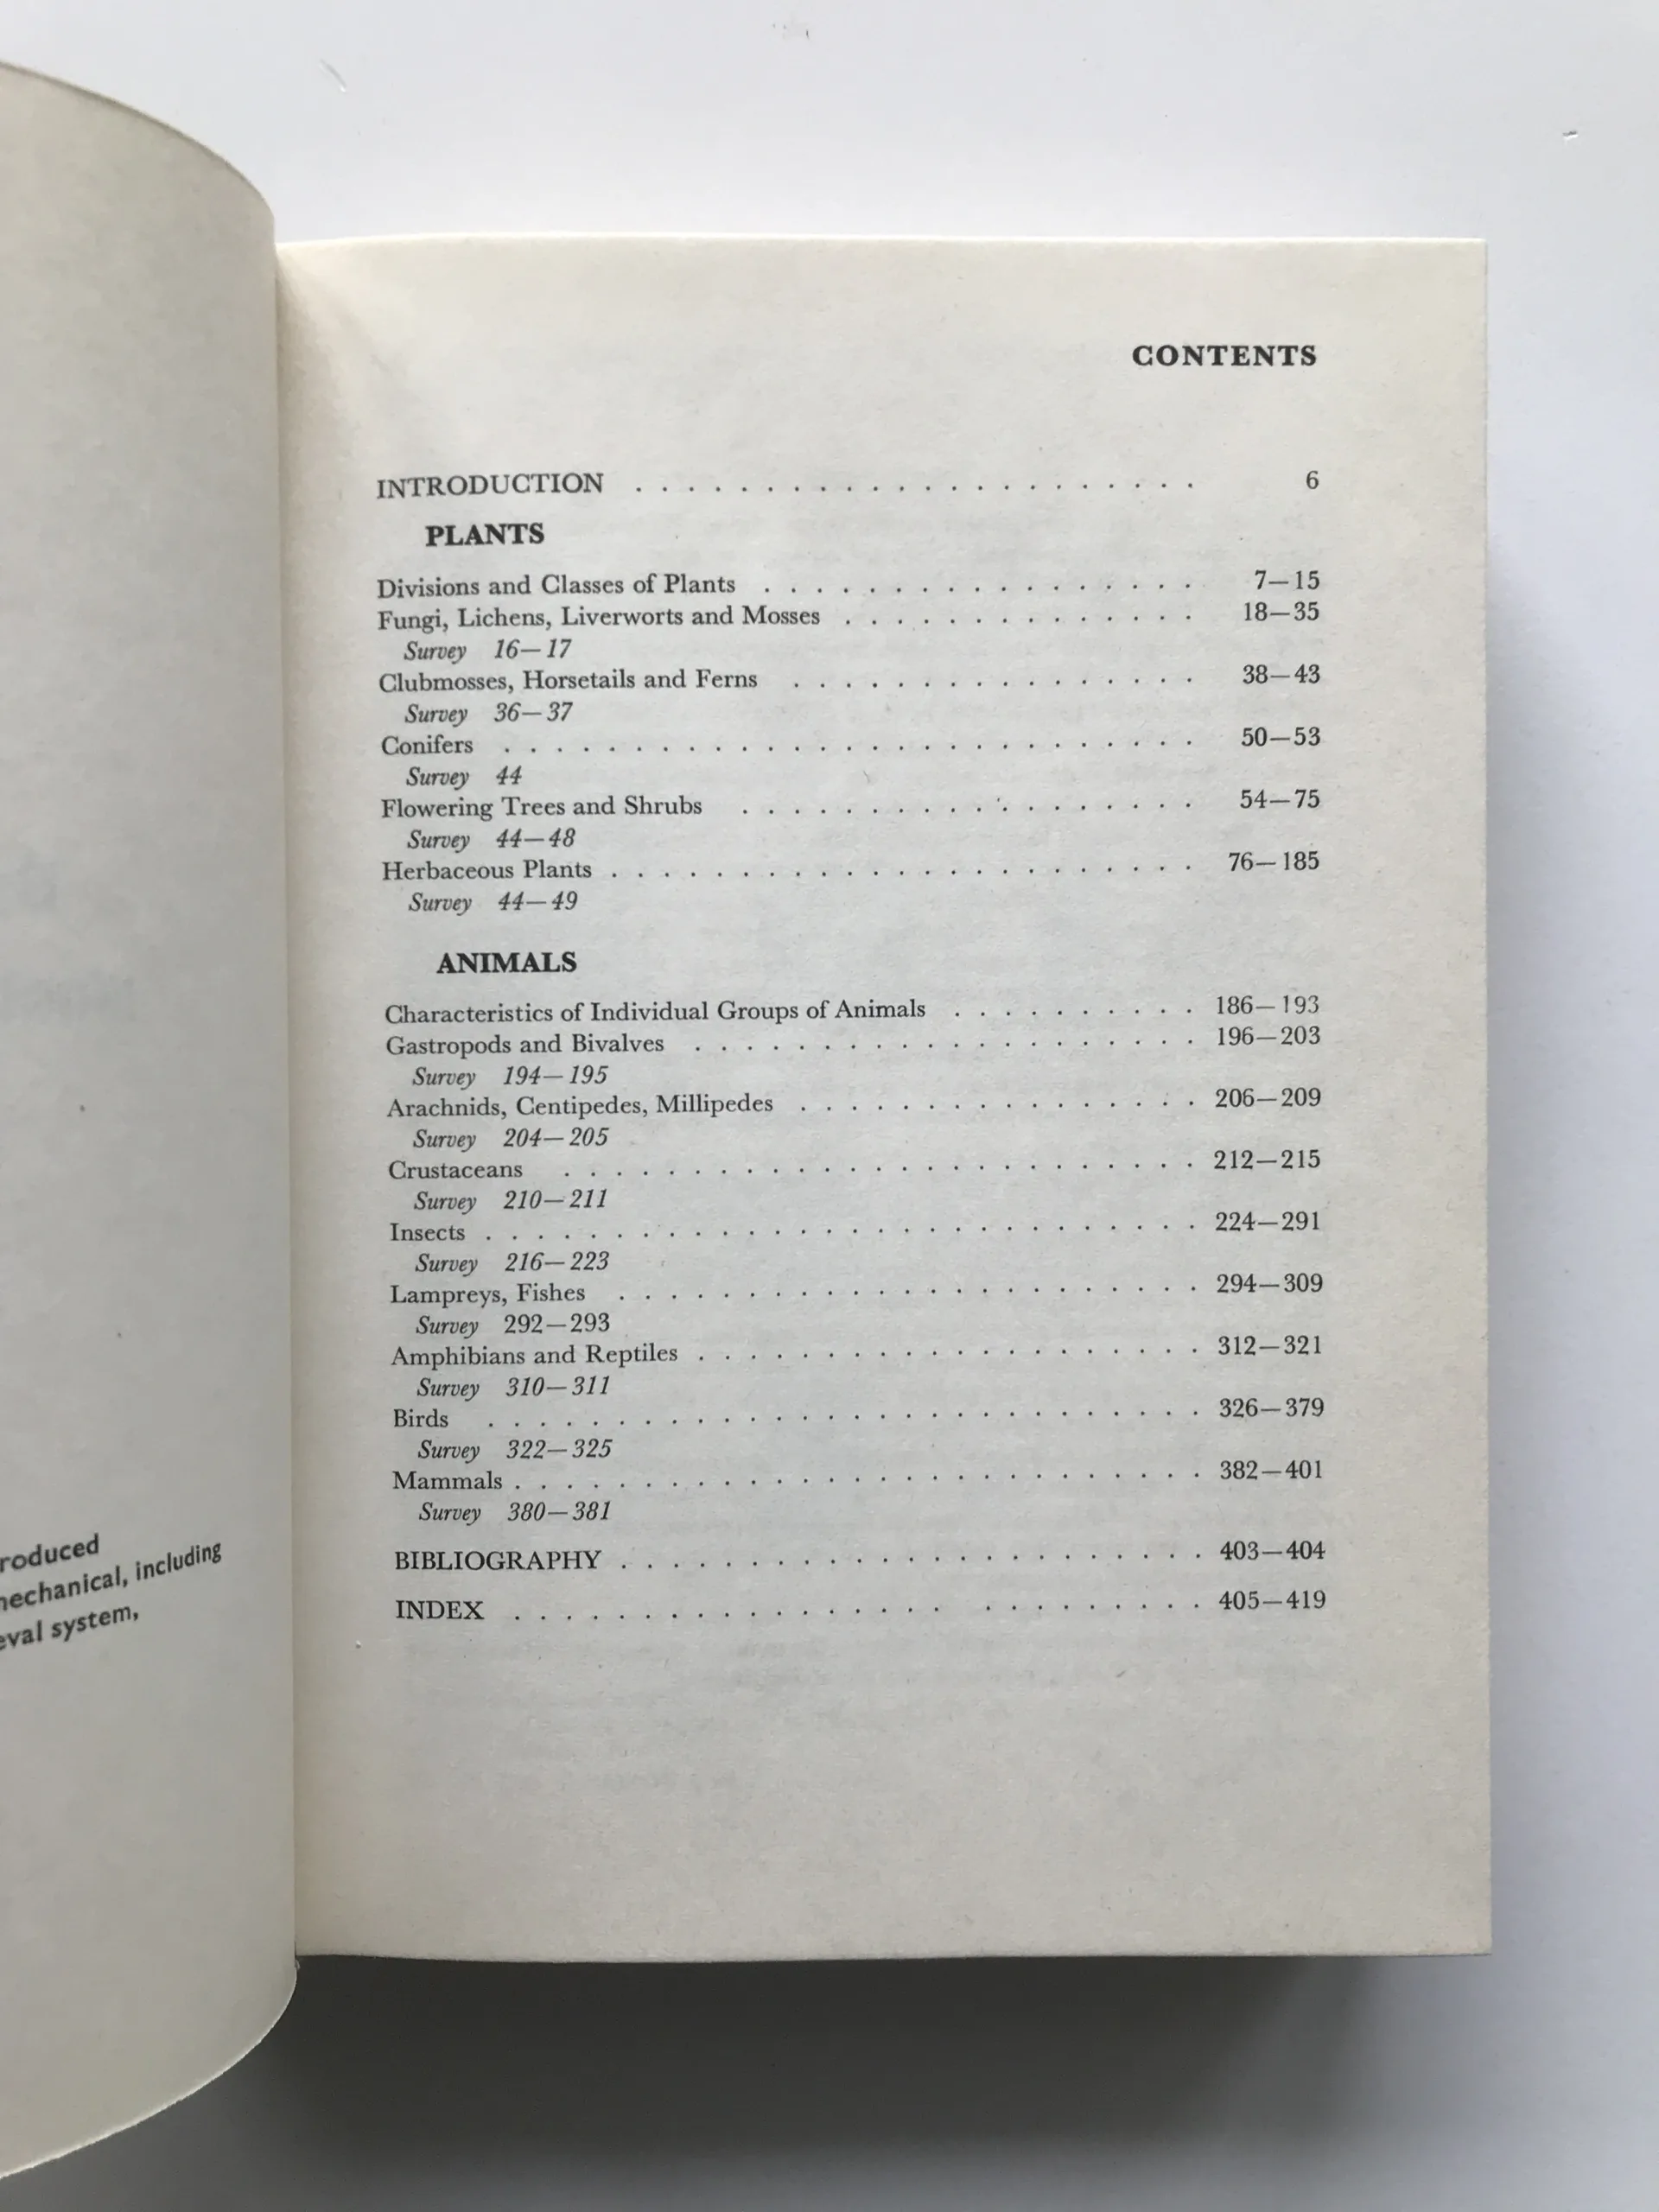 roduced
mechanical, including
eval system,
CONTENTS
INTRODUCTION . . . . . . . . . . . . . . . . . . . . . . 6
PLANTS
Divisions and Classes of Plants . . . . . . . . . . . . . . . . . 7—15
Fungi, Lichens, Liverworts and Mosses . . . . . . . . . . . . . . 18—35
Survey 16—17
Clubmosses, Horsetails and Ferns . . . . . . . . . . . . . . . . 38—43
Survey 36—37
Conifers . . . . . . . . . . . . . . . . . . . . . . . . . . . 50—53
Survey 44
Flowering Trees and Shrubs . . . . . . . . . . . . . . . . . . 54—75
Survey 44—48
Herbaceous Plants . . . . . . . . . . . . . . . . . . . . . . . 76—185
Survey 44—49
ANIMALS
Characteristics of Individual Groups of Animals . . . . . . . . . . 186—193
Gastropods and Bivalves . . . . . . . . . . . . . . . . . . . . 196—203
Survey 194—195
Arachnids, Centipedes, Millipedes . . . . . . . . . . . . . . . . 206—209
Survey 204—205
Crustaceans . . . . . . . . . . . . . . . . . . . . . . . . . 212—215
Survey 210—211
Insects . . . . . . . . . . . . . . . . . . . . . . . . . . . . 224—291
Survey 216—223
Lampreys, Fishes . . . . . . . . . . . . . . . . . . . . . . . 294—309
Survey 292—293
Amphibians and Reptiles . . . . . . . . . . . . . . . . . . . . 312—321
Survey 310—311
Birds . . . . . . . . . . . . . . . . . . . . . . . . . . . . 326—379
Survey 322—325
Mammals . . . . . . . . . . . . . . . . . . . . . . . . . . . 382—401
Survey 380—381
BIBLIOGRAPHY . . . . . . . . . . . . . . . . . . . . . . . 403—404
INDEX . . . . . . . . . . . . . . . . . . . . . . . . . . 405—419